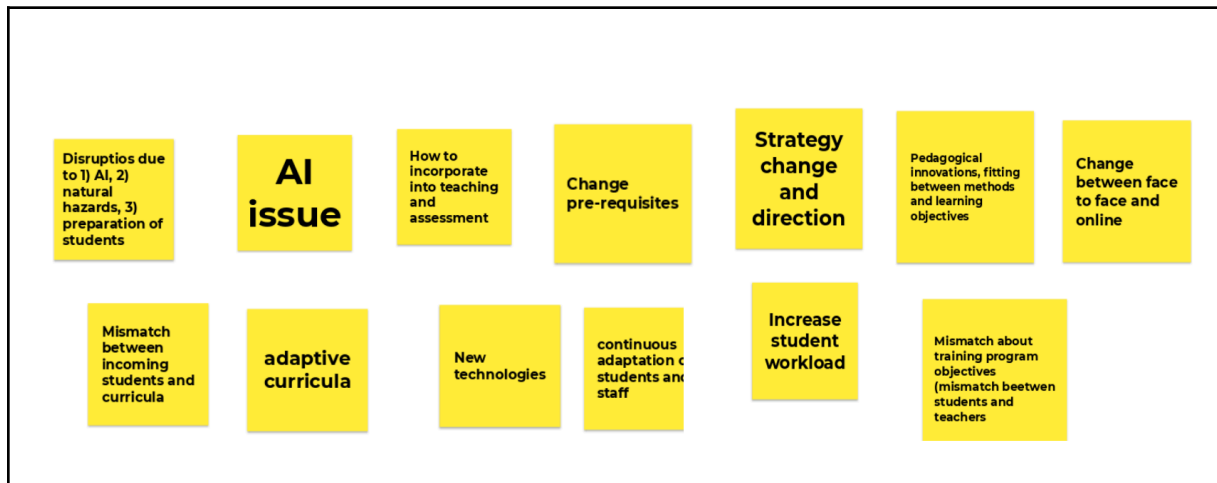 Disruptios due
to 1) AI, 2)
natural
hazards, 3)
preparation of
students
AI
issue
How to
incorporate
into teaching
and
assessment
Change
pre-requisites
Strategy
change
and
direction
Pedagogical
innovations, fitting
between methods
and learning
objectives
Change
between face
to face and
online
Mismatch
between
incoming
students and
curricula
adaptive
curricula
New
technologies
continuous
adaptation
students and
staff
Increase
student
workload
Mismatch about
training program
objectives
(mismatch beetwen
students and
teachers